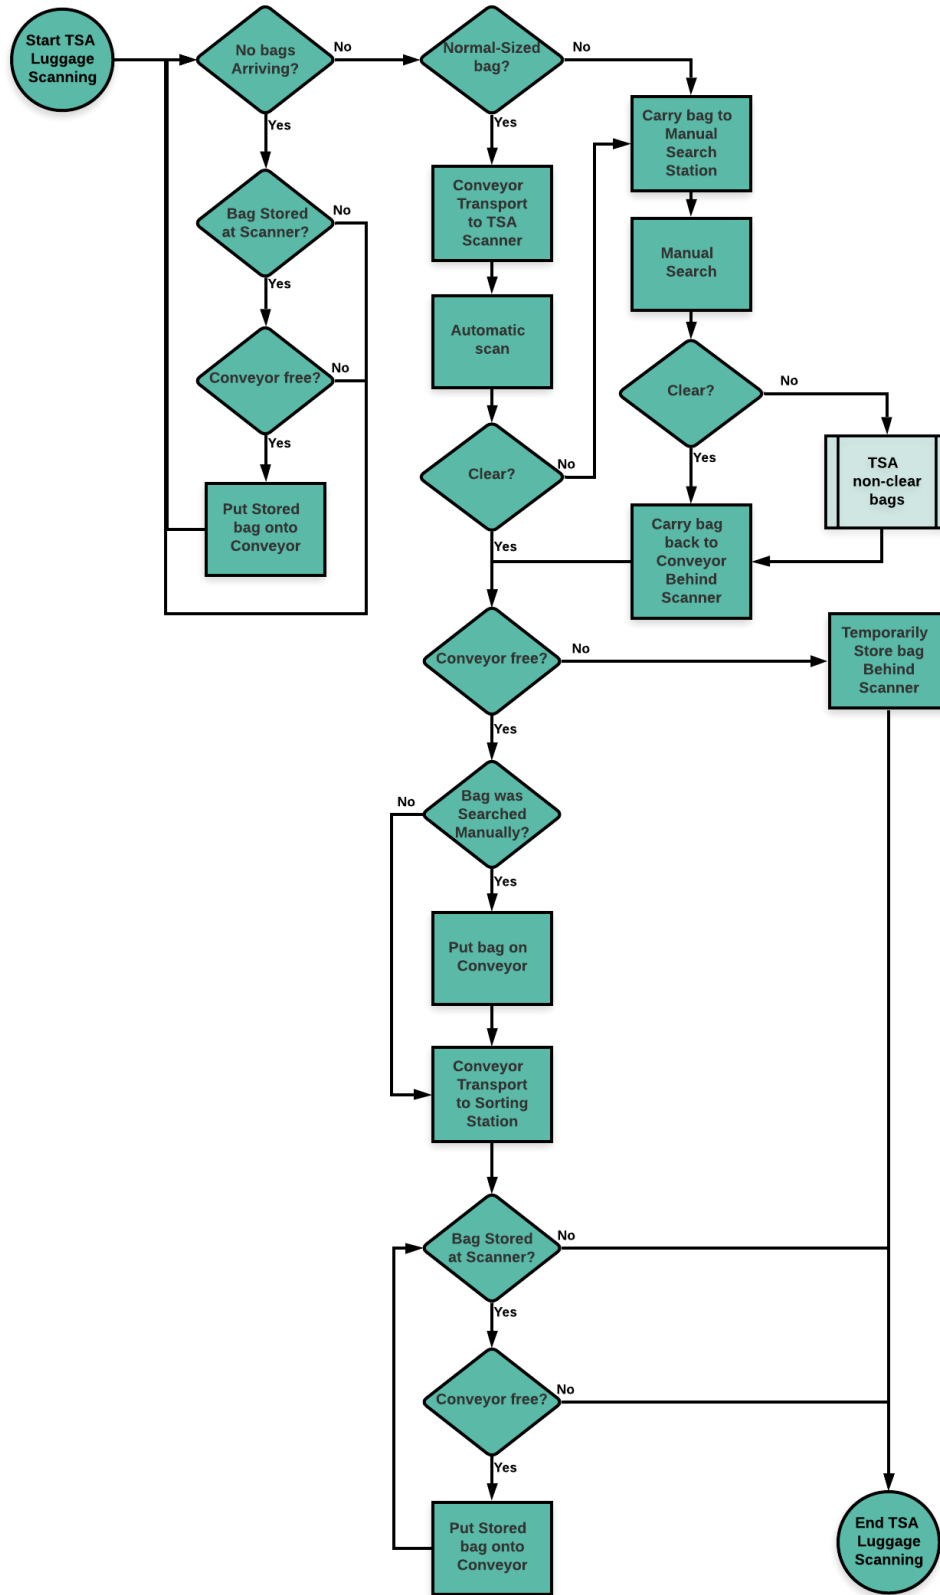 Start TSA
Luggage
Scanning
No bags
Arriving?
No
Yes
Normal-Sized
bag?
No
Yes
Carry bag to
Manual
Search
Station
Bag Stored
at Scanner?
No
Yes
Conveyor
Transport
to TSA
Scanner
Manual
Search
Automatic
scan
Conveyor free?
No
Yes
Clear?
No
Yes
Clear?
No
Yes
TSA
non-clear
bags
Put Stored
bag onto
Conveyor
Carry bag
back to
Conveyor
Behind
Scanner
Conveyor free?
No
Yes
Temporarily
Store bag
Behind
Scanner
Bag was
Searched
Manually?
No
Yes
Put bag on
Conveyor
Conveyor
Transport
to Sorting
Station
Bag Stored
at Scanner?
No
Yes
Conveyor free?
No
Yes
Put Stored
bag onto
Conveyor
End TSA
Luggage
Scanning